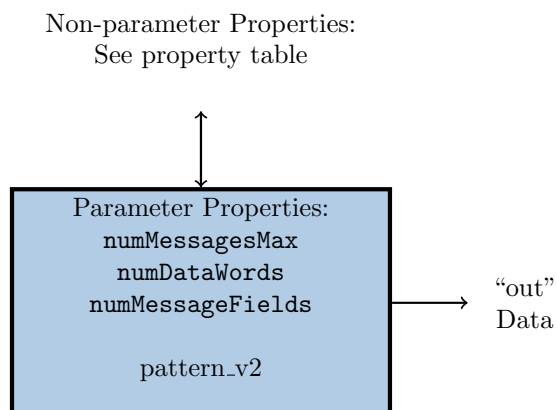 Non-parameter Properties:
See property table
Parameter Properties:
numMessagesMax
numDataWords
numMessageFields
pattern_v2
“out”
Data